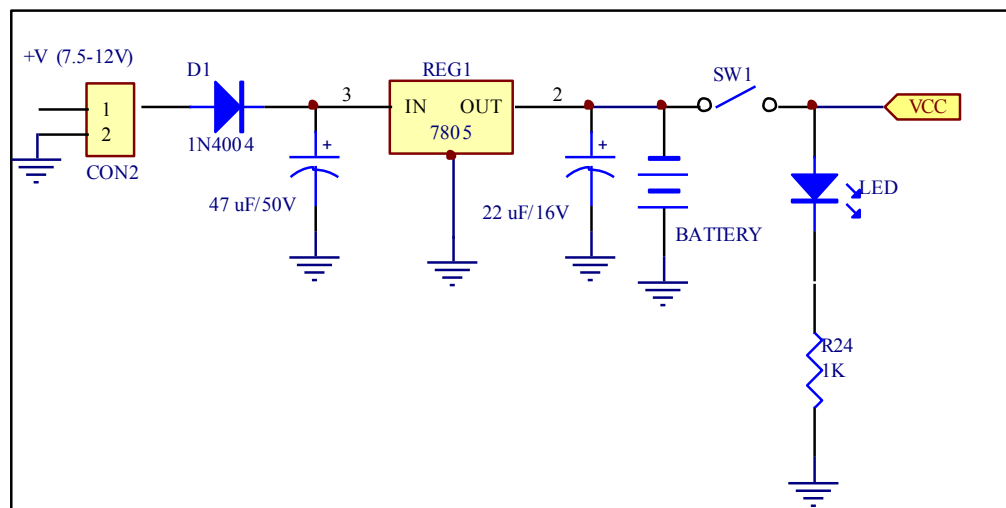 +V (7.5-12V)
D1
REG1
SW1
1
2
3
IN OUT
2
VCC
1N4004
7805
CON2
+
+
LED
47 uF/50V
22 uF/16V
BATTERY
R24
1K